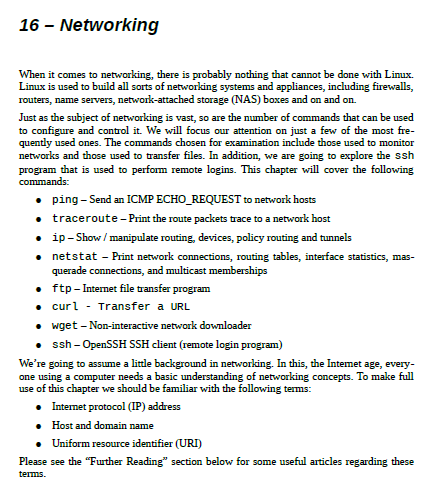 16 – Networking
When it comes to networking, there is probably nothing that cannot be done with Linux.
Linux is used to build all sorts of networking systems and appliances, including firewalls,
routers, name servers, network-attached storage (NAS) boxes and on and on.
Just as the subject of networking is vast, so are the number of commands that can be used
to configure and control it. We will focus our attention on just a few of the most fre-
quently used ones. The commands chosen for examination include those used to monitor
networks and those used to transfer files. In addition, we are going to explore the ssh
program that is used to perform remote logins. This chapter will cover the following
commands:
● ping – Send an ICMP ECHO_REQUEST to network hosts
● traceroute – Print the route packets trace to a network host
● ip – Show / manipulate routing, devices, policy routing and tunnels
● netstat – Print network connections, routing tables, interface statistics, mas-
querade connections, and multicast memberships
● ftp – Internet file transfer program
● curl - Transfer a URL
● wget – Non-interactive network downloader
● ssh – OpenSSH SSH client (remote login program)
We’re going to assume a little background in networking. In this, the Internet age, every-
one using a computer needs a basic understanding of networking concepts. To make full
use of this chapter we should be familiar with the following terms:
● Internet protocol (IP) address
● Host and domain name
● Uniform resource identifier (URI)
Please see the “Further Reading” section below for some useful articles regarding these
terms.